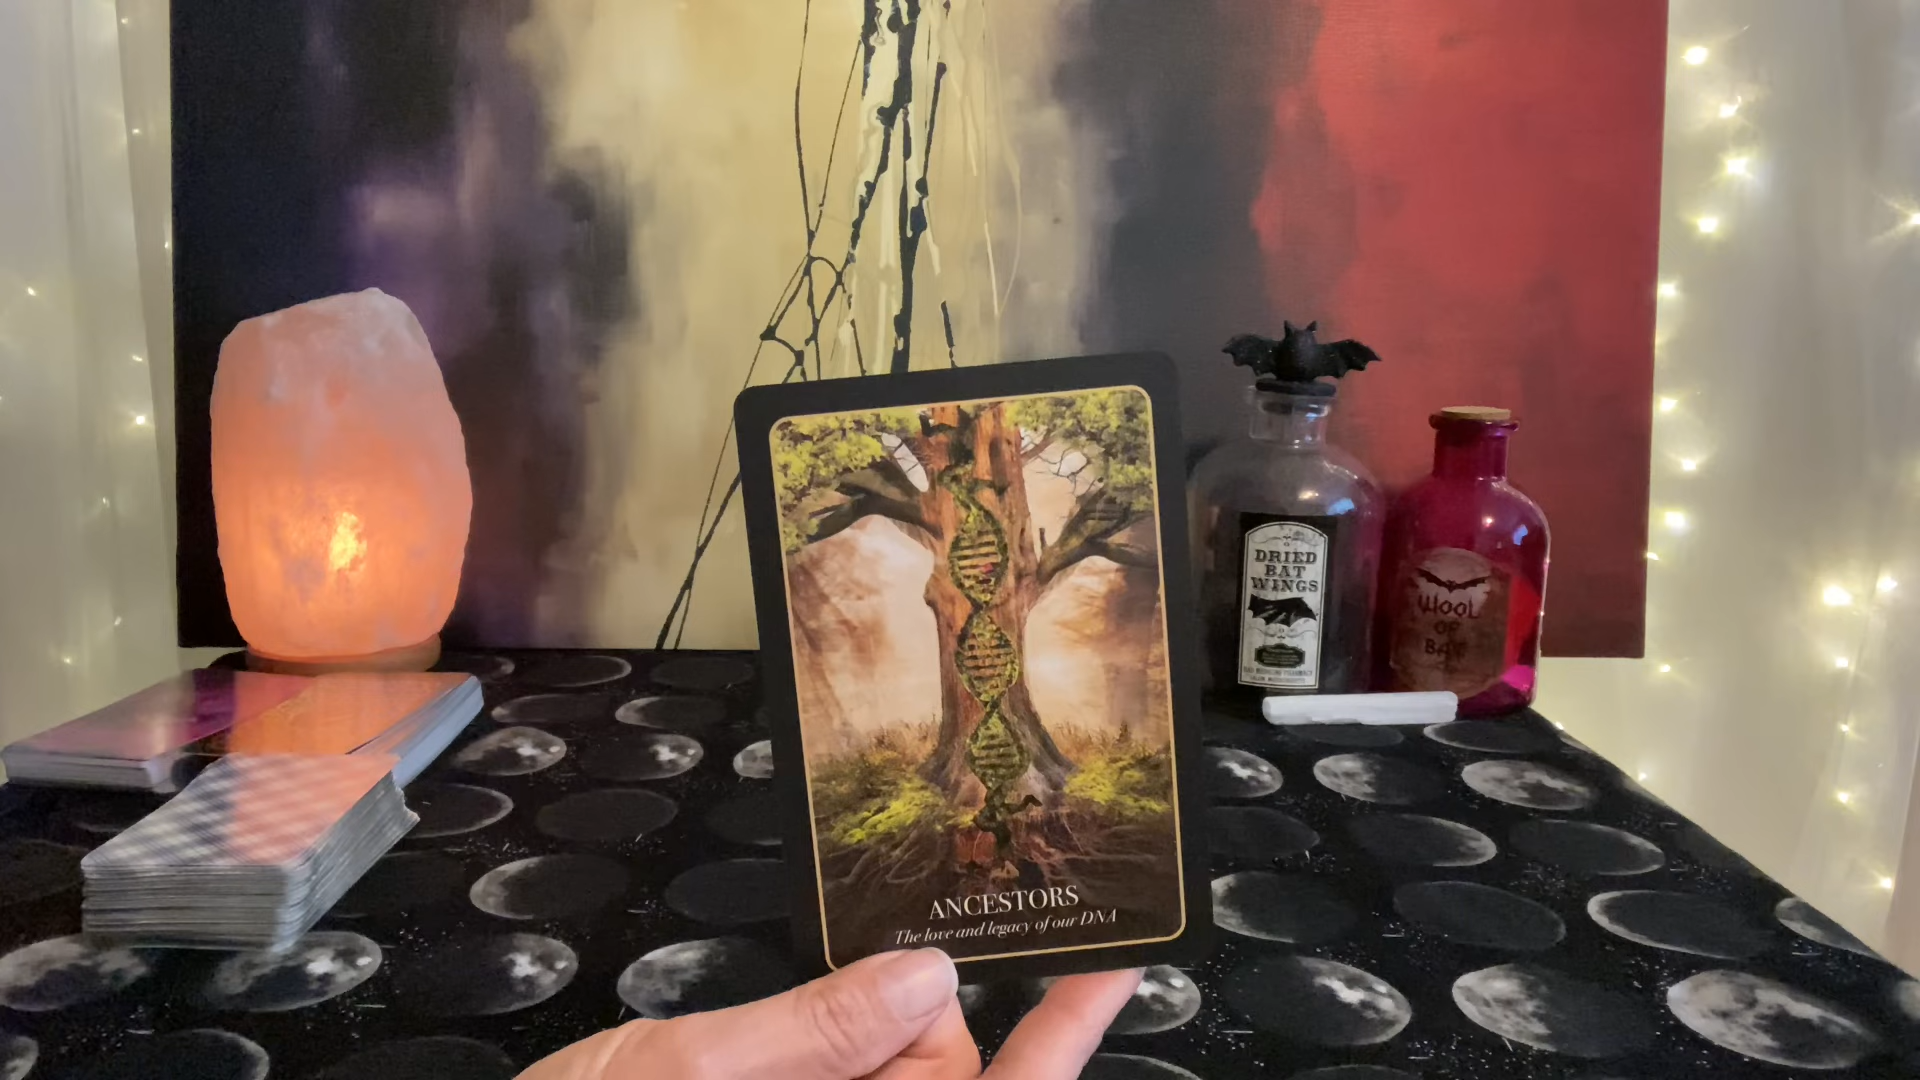 ANCESTORS
The love and legacy of our DNA
DRIED
BAT
WINGS
WOOL
OF
BAT